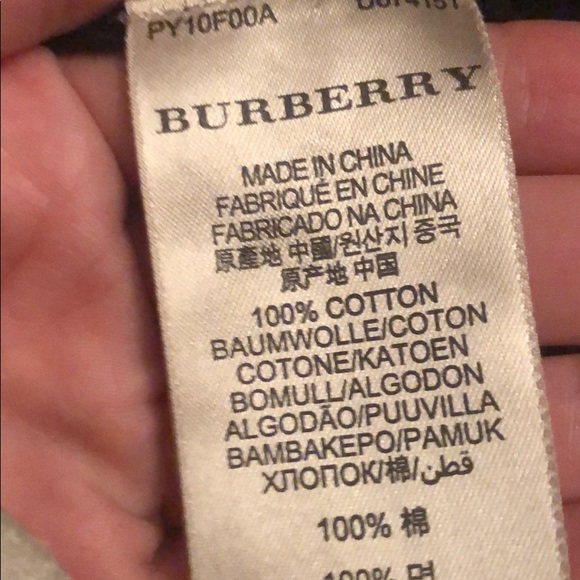 PY10F00A
BURBERRY
MADE IN CHINA
FABRIQUÉ EN CHINE
FABRICADO NA CHINA
原產地 中國/원산지 중국
原产地 中国
100% COTTON
BAUMWOLLE/COTON
COTONE/KATOEN
BOMULL/ALGODON
ALGODÃO/PUUVILLA
BAMBAKEPO/PAMUK
ХЛОПОК/棉/قطن
100% 棉
100% 면